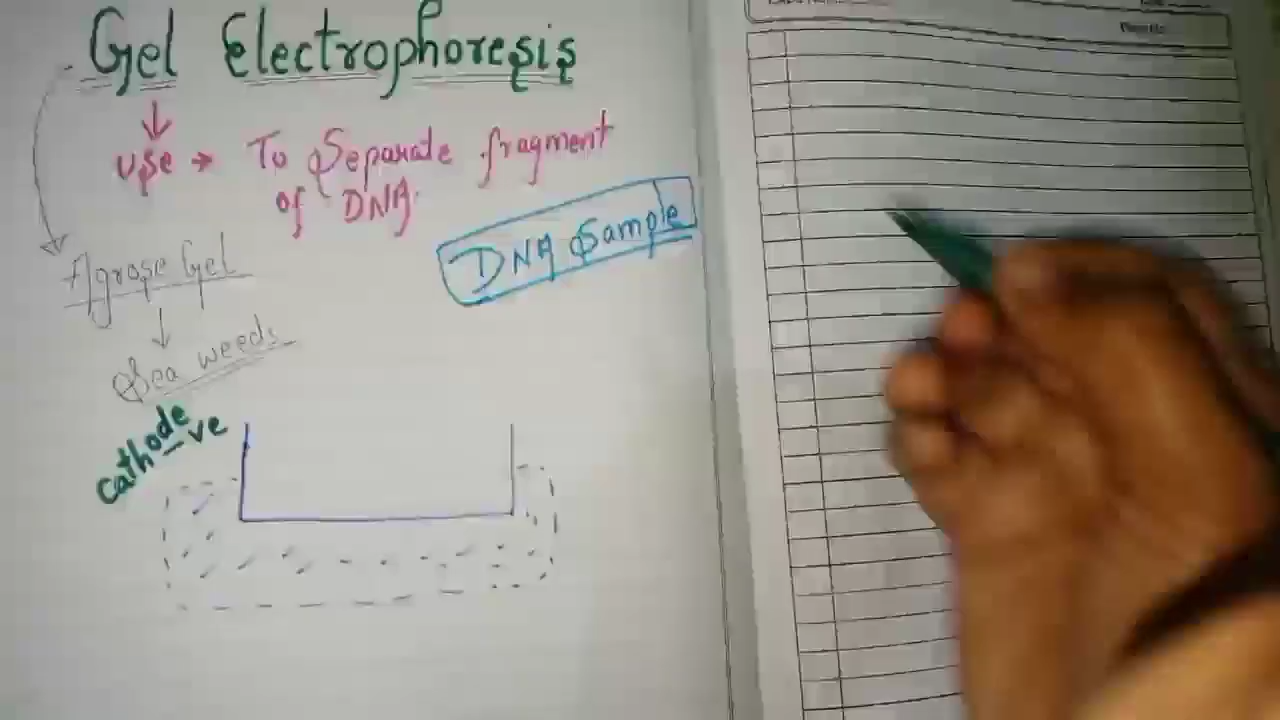 Gel Electrophoresis
Use → To Separate fragment
of DNA.
DNA Sample
Agrose Gel
Sea weeds
Cathode
-ve